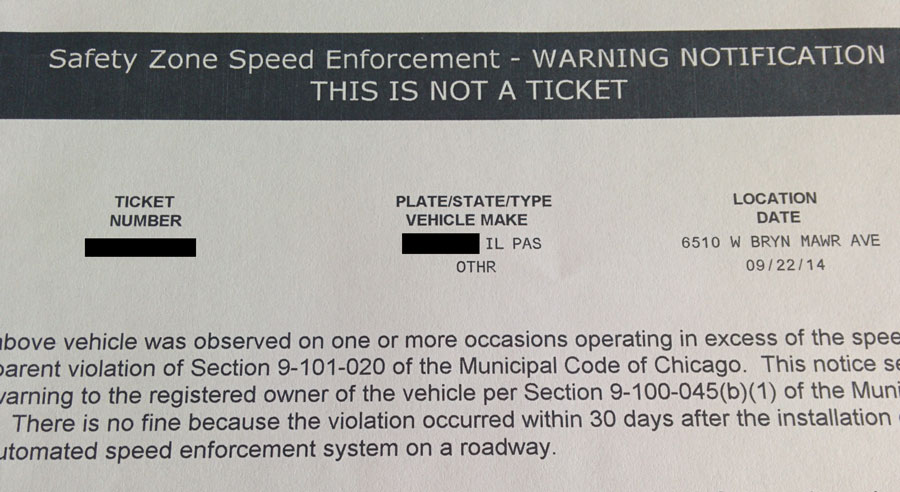 Safety Zone Speed Enforcement - WARNING NOTIFICATION
THIS IS NOT A TICKET
TICKET
NUMBER
PLATE/STATE/TYPE
VEHICLE MAKE
IL PAS
OTHR
LOCATION
DATE
6510 W BRYN MAWR AVE
09/22/14
above vehicle was observed on one or more occasions operating in excess of the spee
parent violation of Section 9-101-020 of the Municipal Code of Chicago. This notice se
varning to the registered owner of the vehicle per Section 9-100-045(b)(1) of the Muni
There is no fine because the violation occurred within 30 days after the installation
utomated speed enforcement system on a roadway.